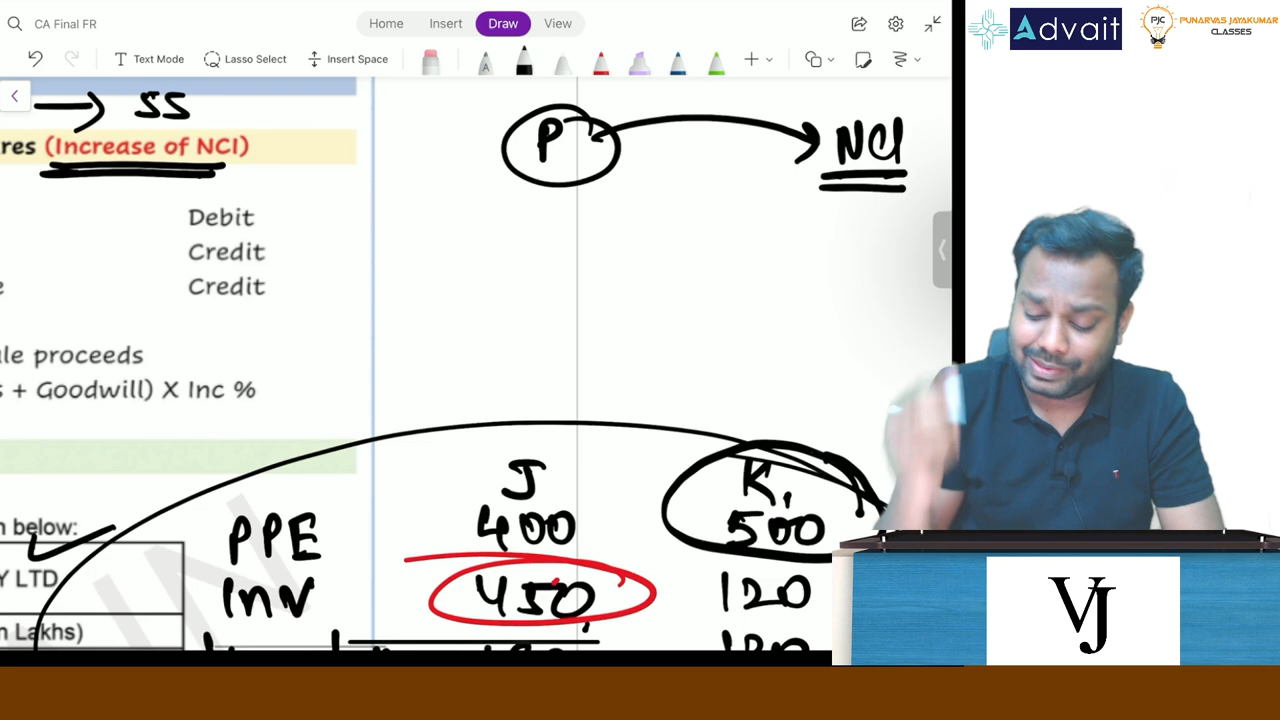 CA Final FR
Home Insert Draw View
Text Mode Lasso Select Insert Space
Advait
PJC PUNARVAS JAYAKUMAR
CLASSES
SS
res (Increase of NCI)
P NCI
Debit
Credit
e Credit
le proceeds
s + Goodwill) X Inc %
n below:
Y LTD
n Lakhs)
J K
PPE 400 500
INV 450 120
VJ